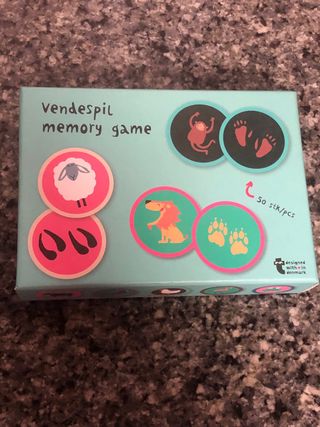 vendespil
memory game
50 stk/pcs
designed
with in
denmark